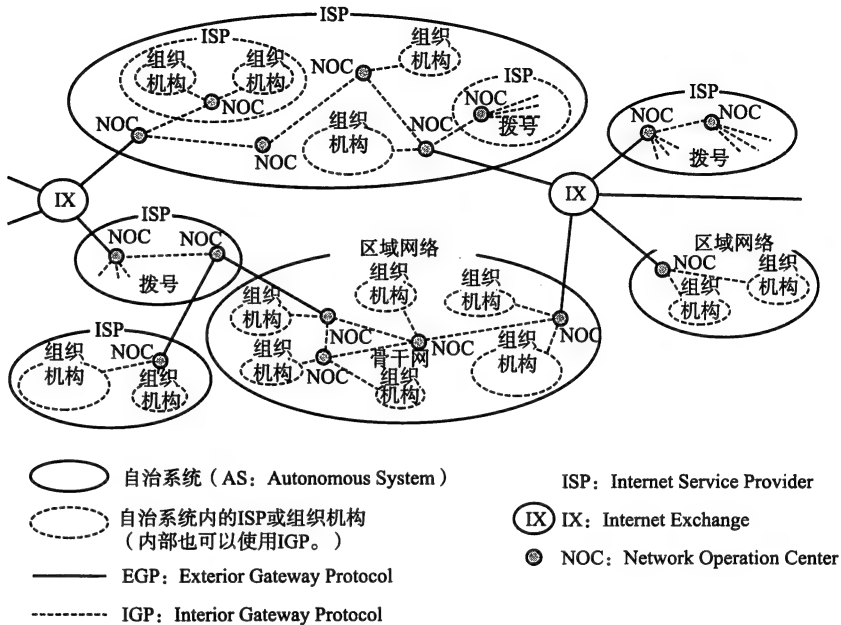 ISP
ISP
组织
机构
组织
机构
NOC
NOC
NOC
NOC
组织
机构
组织
机构
NOC
ISP
NOC
拨号
ISP
NOC
NOC
拨号
IX
IX
ISP
NOC
NOC
拨号
ISP
组织
机构
NOC
组织
机构
区域网络
组织
机构
组织
机构
组织
机构
NOC
NOC
NOC
组织
机构
NOC
骨干网
组织
机构
组织
机构
区域网络
NOC
组织
机构
组织
机构
自治系统（AS：Autonomous System）
自治系统内的ISP或组织机构
（内部也可以使用IGP。）
EGP：Exterior Gateway Protocol
IGP：Interior Gateway Protocol
ISP：Internet Service Provider
IX
IX：Internet Exchange
NOC：Network Operation Center